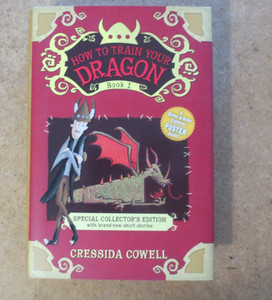 HOW TO TRAIN YOUR
DRAGON
Book 1
POSTER
SPECIAL COLLECTOR'S EDITION
with brand-new short stories
CRESSIDA COWELL